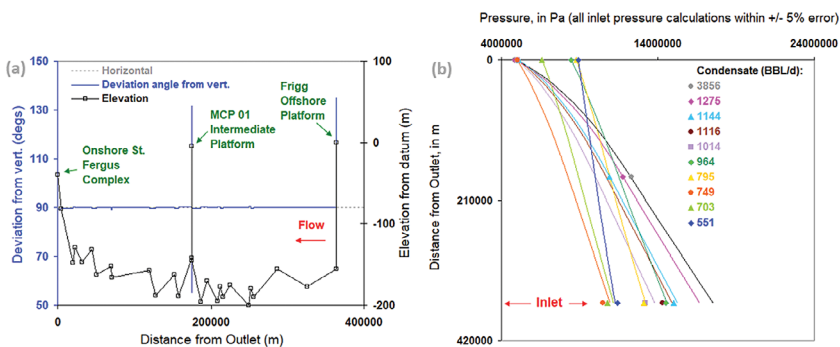 (a)
150
130
110
90
70
50
Deviation from vert. (degs)
Horizontal
Deviation angle from vert.
Elevation
Onshore St.
Fergus
Complex
MCP 01
Intermediate
Platform
Frigg
Offshore
Platform
Flow
100
0
-100
-200
Elevation from datum (m)
0
200000
400000
Distance from Outlet (m)
Pressure, in Pa (all inlet pressure calculations within +/- 5% error)
4000000
14000000
24000000
(b)
0
210000
420000
Distance from Outlet, in m
Condensate (BBL/d):
3856
1275
1144
1116
1014
964
795
749
703
551
Inlet